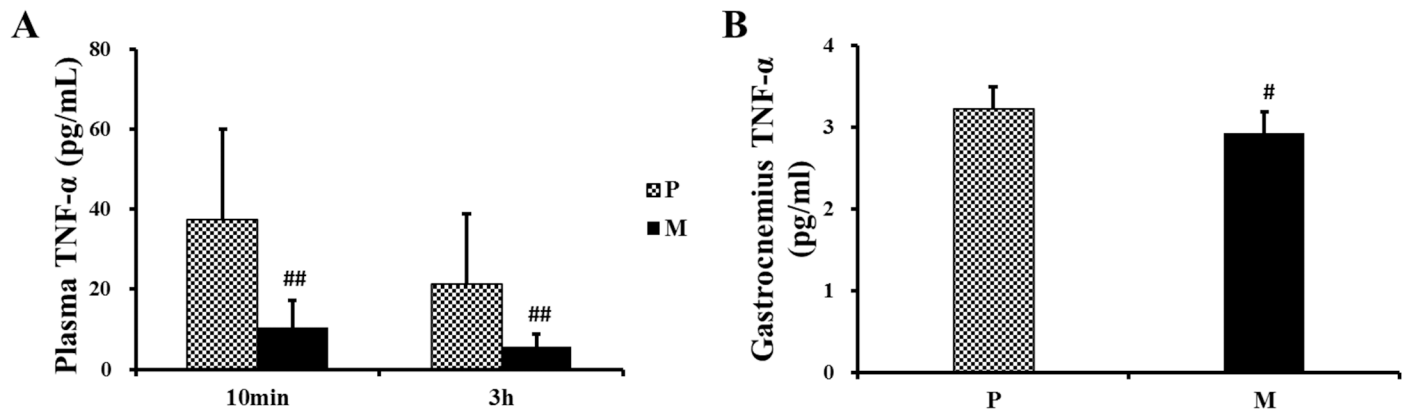 A
Plasma TNF-α (pg/mL)
80
60
40
20
0
##
##
10min
3h
P
M
B
Gastrocnemius TNF-α
(pg/ml)
4
3
2
1
0
#
P
M